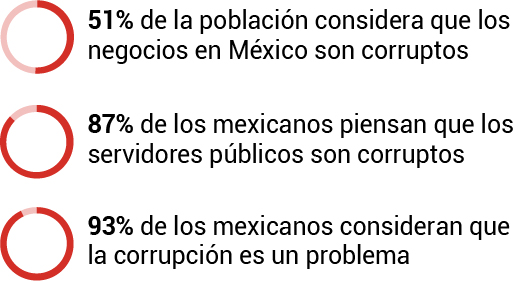 51% de la población considera que los
negocios en México son corruptos
87% de los mexicanos piensan que los
servidores públicos son corruptos
93% de los mexicanos consideran que
la corrupción es un problema